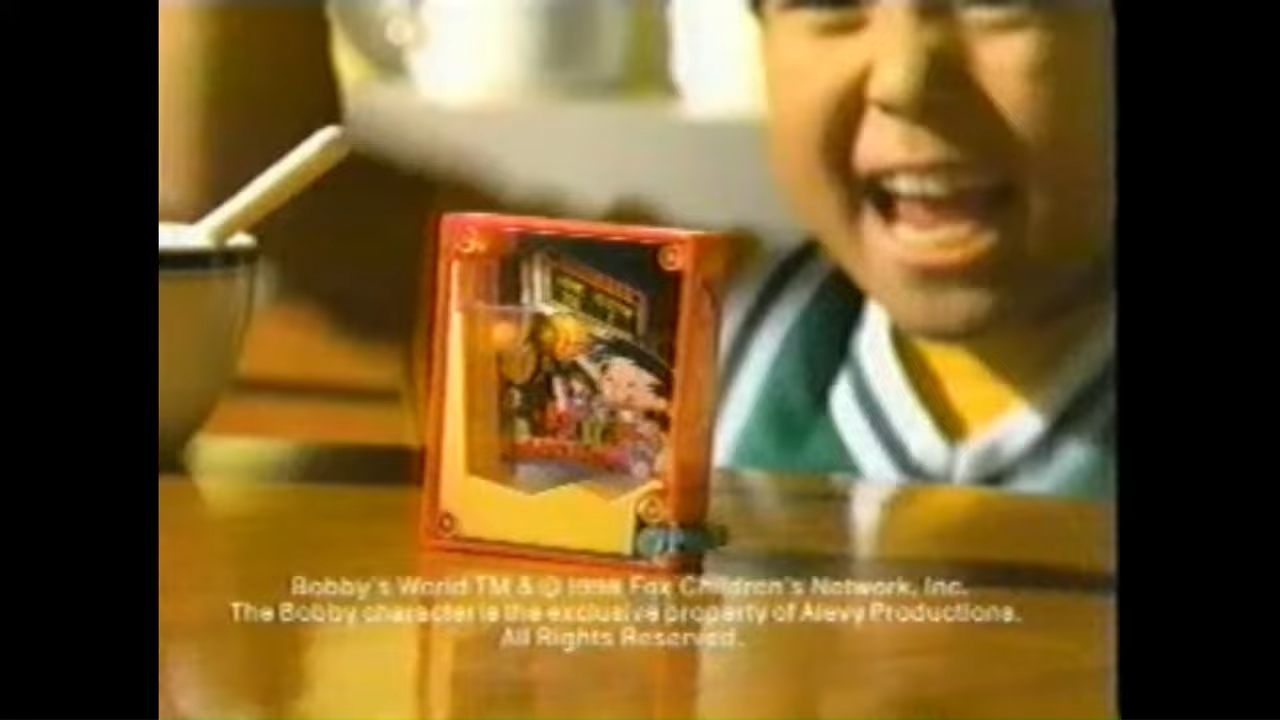 Bobby's World TM & © 1994 Fox Children's Network, Inc.
The Bobby character is the exclusive property of Alevy Productions.
All Rights Reserved.